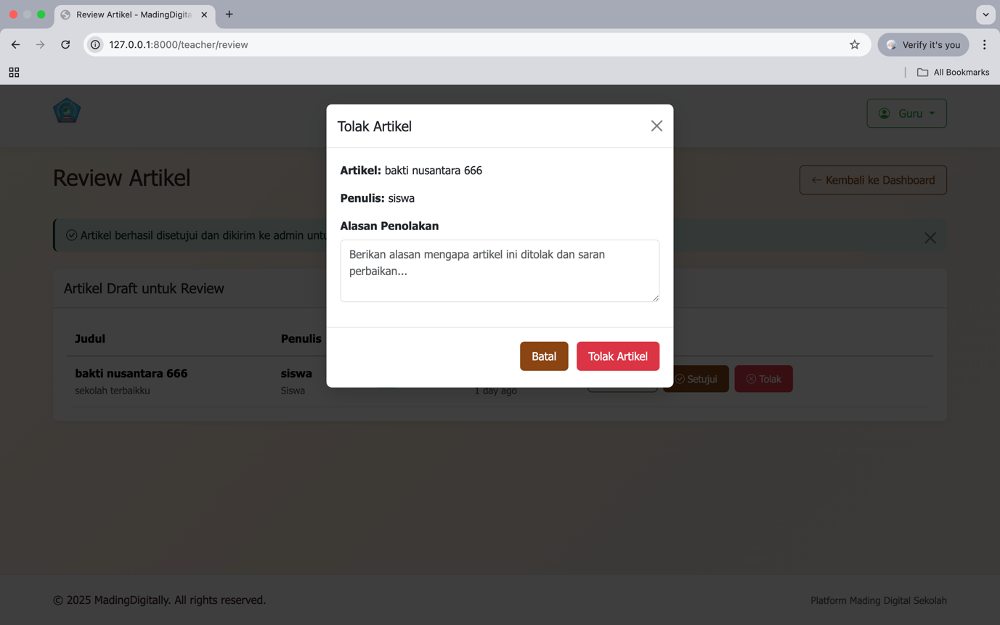 Review Artikel - MadingDigita
127.0.0.1:8000/teacher/review
Verify it's you
All Bookmarks
Guru
Review Artikel
← Kembali ke Dashboard
Artikel berhasil disetujui dan dikirim ke admin untu
Artikel Draft untuk Review
Judul
Penulis
bakti nusantara 666
siswa
sekolah terbaikku
Siswa
1 day ago
Setujui
Tolak
Tolak Artikel
Artikel: bakti nusantara 666
Penulis: siswa
Alasan Penolakan
Berikan alasan mengapa artikel ini ditolak dan saran
perbaikan...
Batal
Tolak Artikel
© 2025 MadingDigitally. All rights reserved.
Platform Mading Digital Sekolah